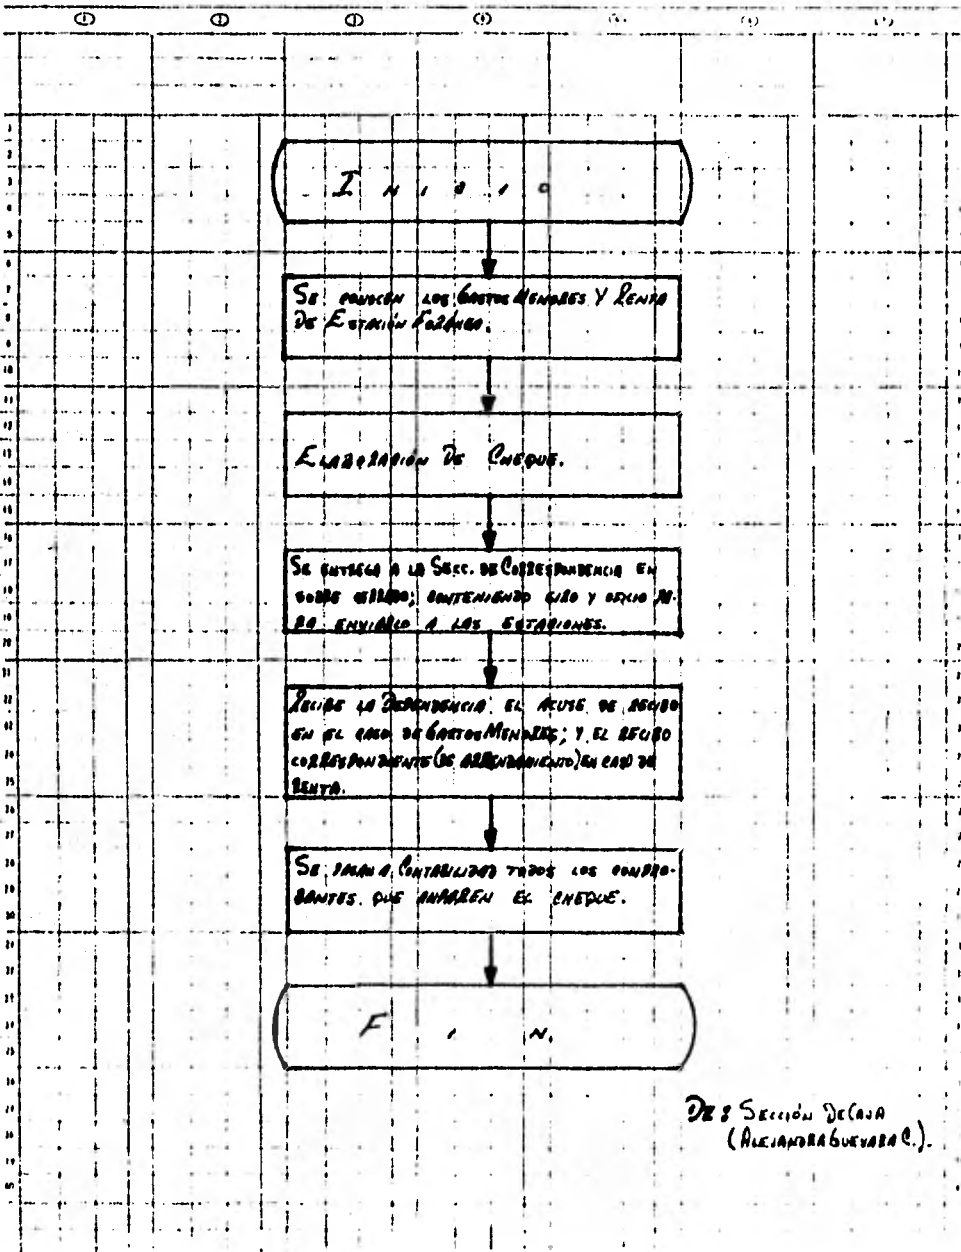 Inicio
Se conocen los Gastos Menores y Renta
de Estación Foránea.
Elaboración de Cheque.
Se entrega a la Secc. de Correspondencia en
sobre cerrado; conteniendo giro y oficio pa-
ra enviarlo a las estaciones.
Recibe la Dependencia, el acuse de recibo
en el caso de Gastos Menores; y el recibo
correspondiente (de arrendamiento) en caso de
renta.
Se pasan a Contabilidad todos los compro-
bantes que amparen el cheque.
Fin.
De: Sección de Caja
(Alejandra Guevara C.).